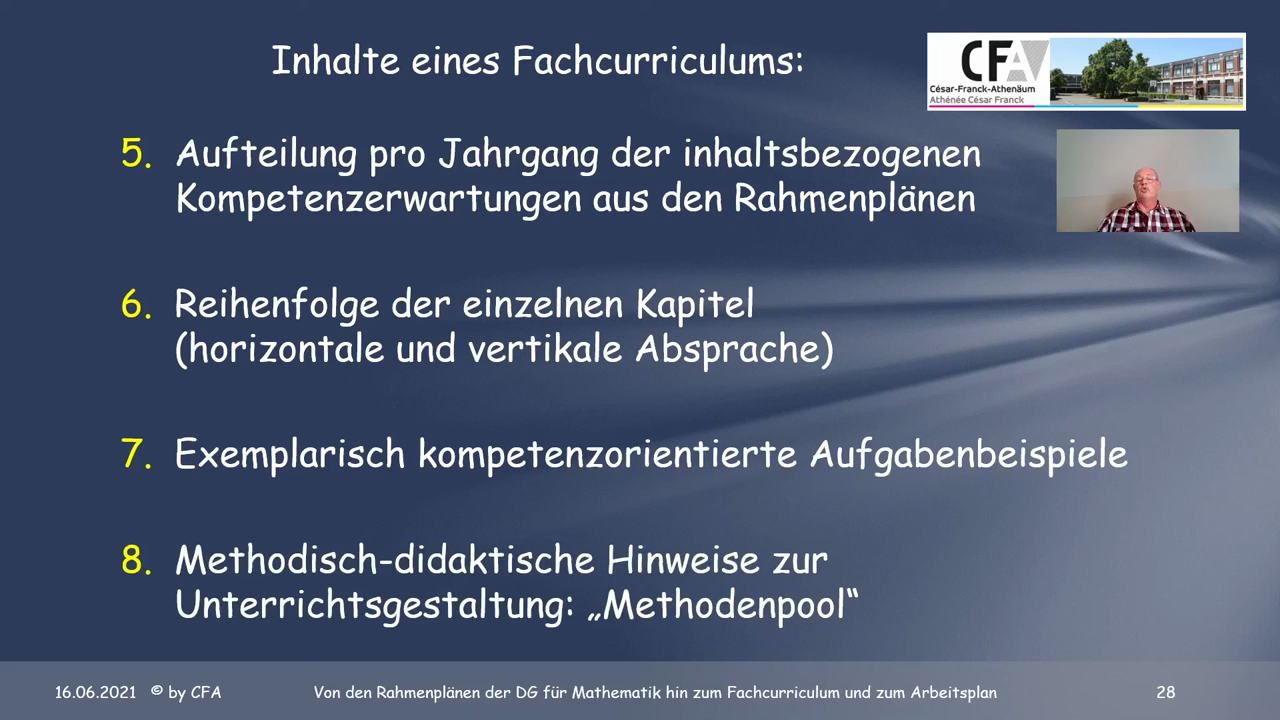 Inhalte eines Fachcurriculums:
CFA
César-Franck-Athenäum
Athénée César Franck
5. Aufteilung pro Jahrgang der inhaltsbezogenen
Kompetenzerwartungen aus den Rahmenplänen
6. Reihenfolge der einzelnen Kapitel
(horizontale und vertikale Absprache)
7. Exemplarisch kompetenzorientierte Aufgabenbeispiele
8. Methodisch-didaktische Hinweise zur
Unterrichtsgestaltung: „Methodenpool“
16.06.2021 © by CFA Von den Rahmenplänen der DG für Mathematik hin zum Fachcurriculum und zum Arbeitsplan 28